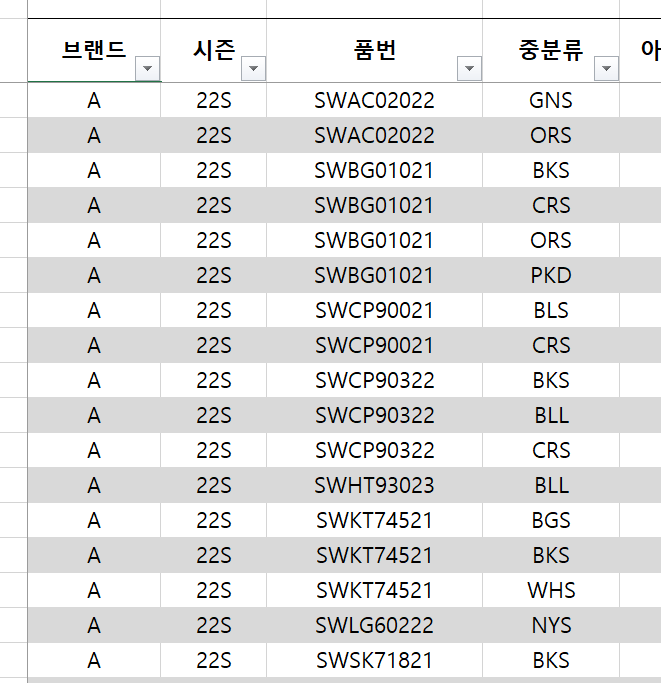 브랜드 시즌 품번 중분류 아
A 22S SWAC02022 GNS
A 22S SWAC02022 ORS
A 22S SWBG01021 BKS
A 22S SWBG01021 CRS
A 22S SWBG01021 ORS
A 22S SWBG01021 PKD
A 22S SWCP90021 BLS
A 22S SWCP90021 CRS
A 22S SWCP90322 BKS
A 22S SWCP90322 BLL
A 22S SWCP90322 CRS
A 22S SWHT93023 BLL
A 22S SWKT74521 BGS
A 22S SWKT74521 BKS
A 22S SWKT74521 WHS
A 22S SWLG60222 NYS
A 22S SWSK71821 BKS